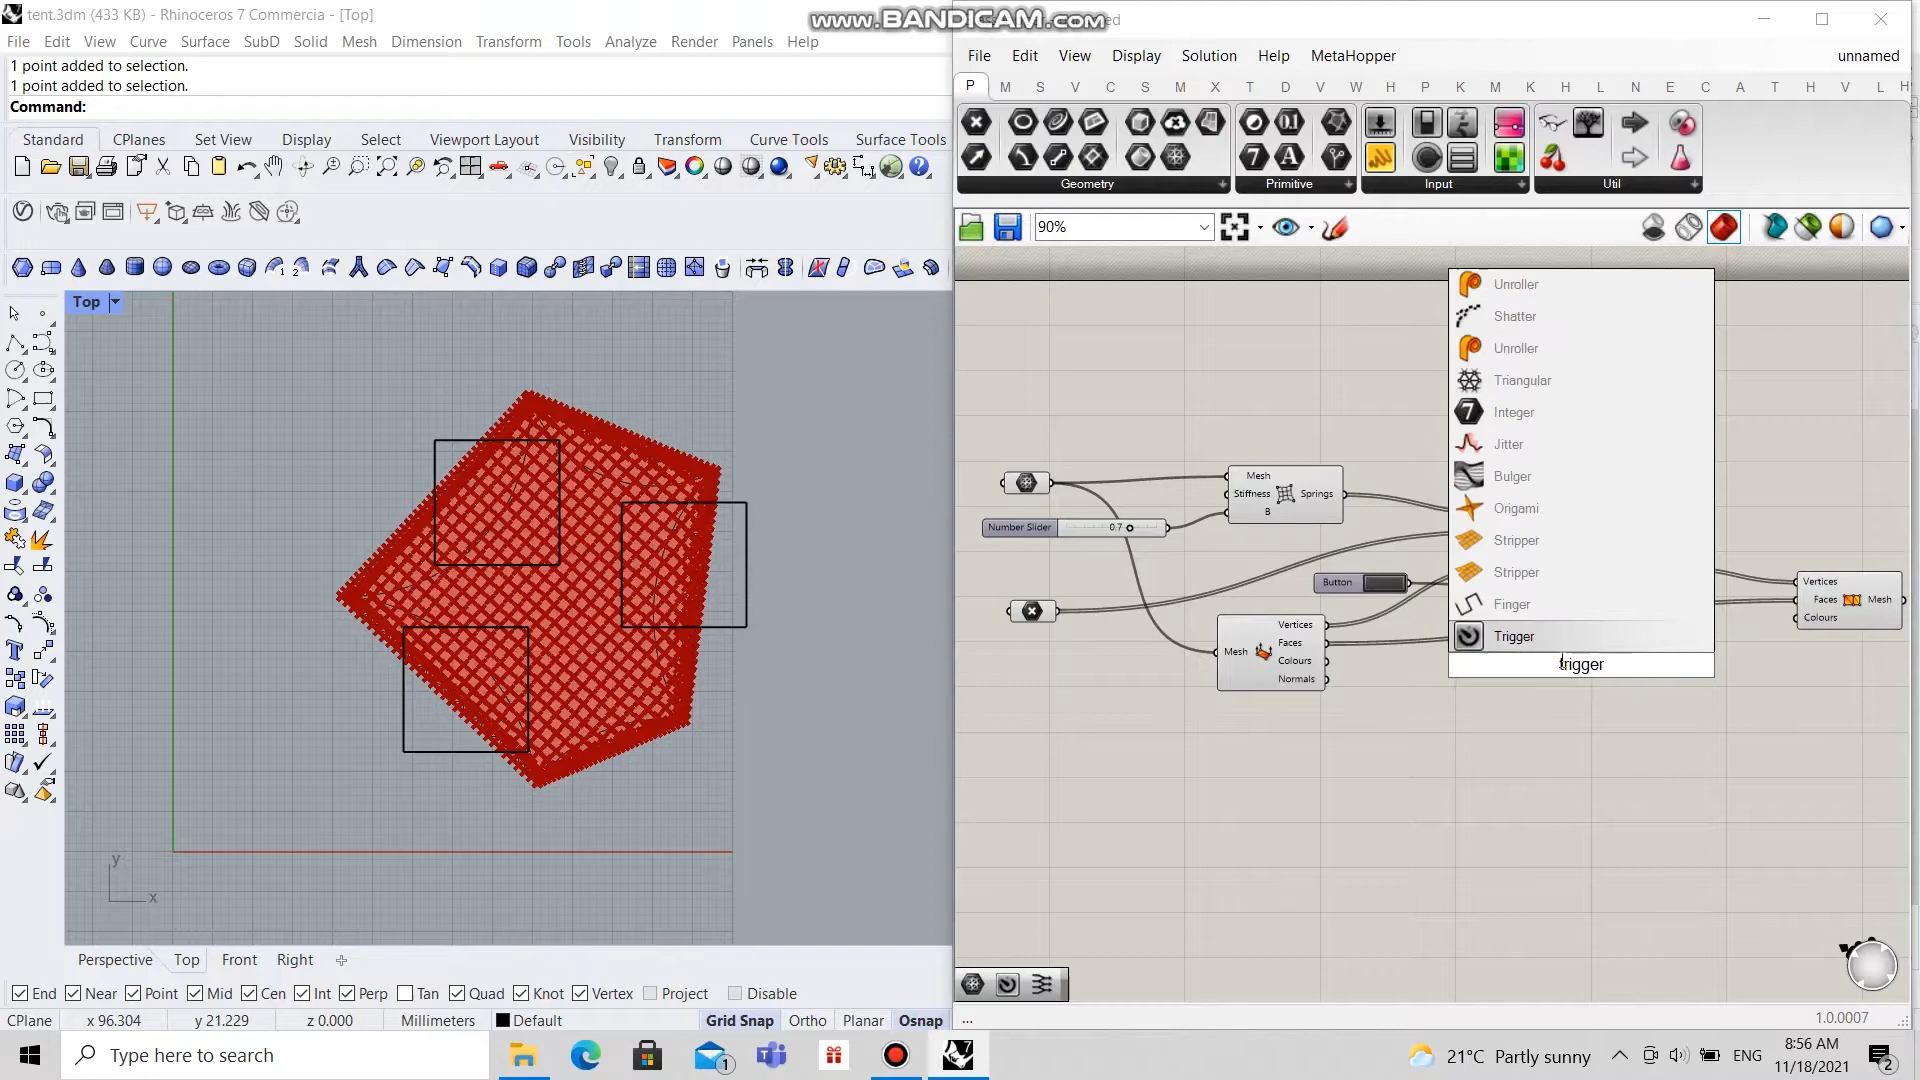 tent.3dm (433 KB) - Rhinoceros 7 Commercia - [Top]
www.BANDICAM.com
File Edit View Curve Surface SubD Solid Mesh Dimension Transform Tools Analyze Render Panels Help
1 point added to selection.
1 point added to selection.
Command:
Standard CPlanes Set View Display Select Viewport Layout Visibility Transform Curve Tools Surface Tools
Top
y
x
Perspective Top Front Right
End Near Point Mid Cen Int Perp Tan Quad Knot Vertex Project Disable
CPlane x 96.304 y 21.229 z 0.000 Millimeters Default Grid Snap Ortho Planar Osnap
File Edit View Display Solution Help MetaHopper unnamed
P M S V C S M X T D V W H P K M K H L N E C A T H V L H
Geometry Primitive Input Util
90%
Unroller
Shatter
Unroller
Triangular
Integer
Jitter
Bulger
Origami
Stripper
Stripper
Finger
Trigger
trigger
Mesh
Stiffness Springs
B
Number Slider 0.7
Button
Vertices
Mesh Faces
Colours
Normals
Vertices
Faces Mesh
Colours
... 1.0.0007
Type here to search
1
21°C Partly sunny
ENG
8:56 AM
11/18/2021
2